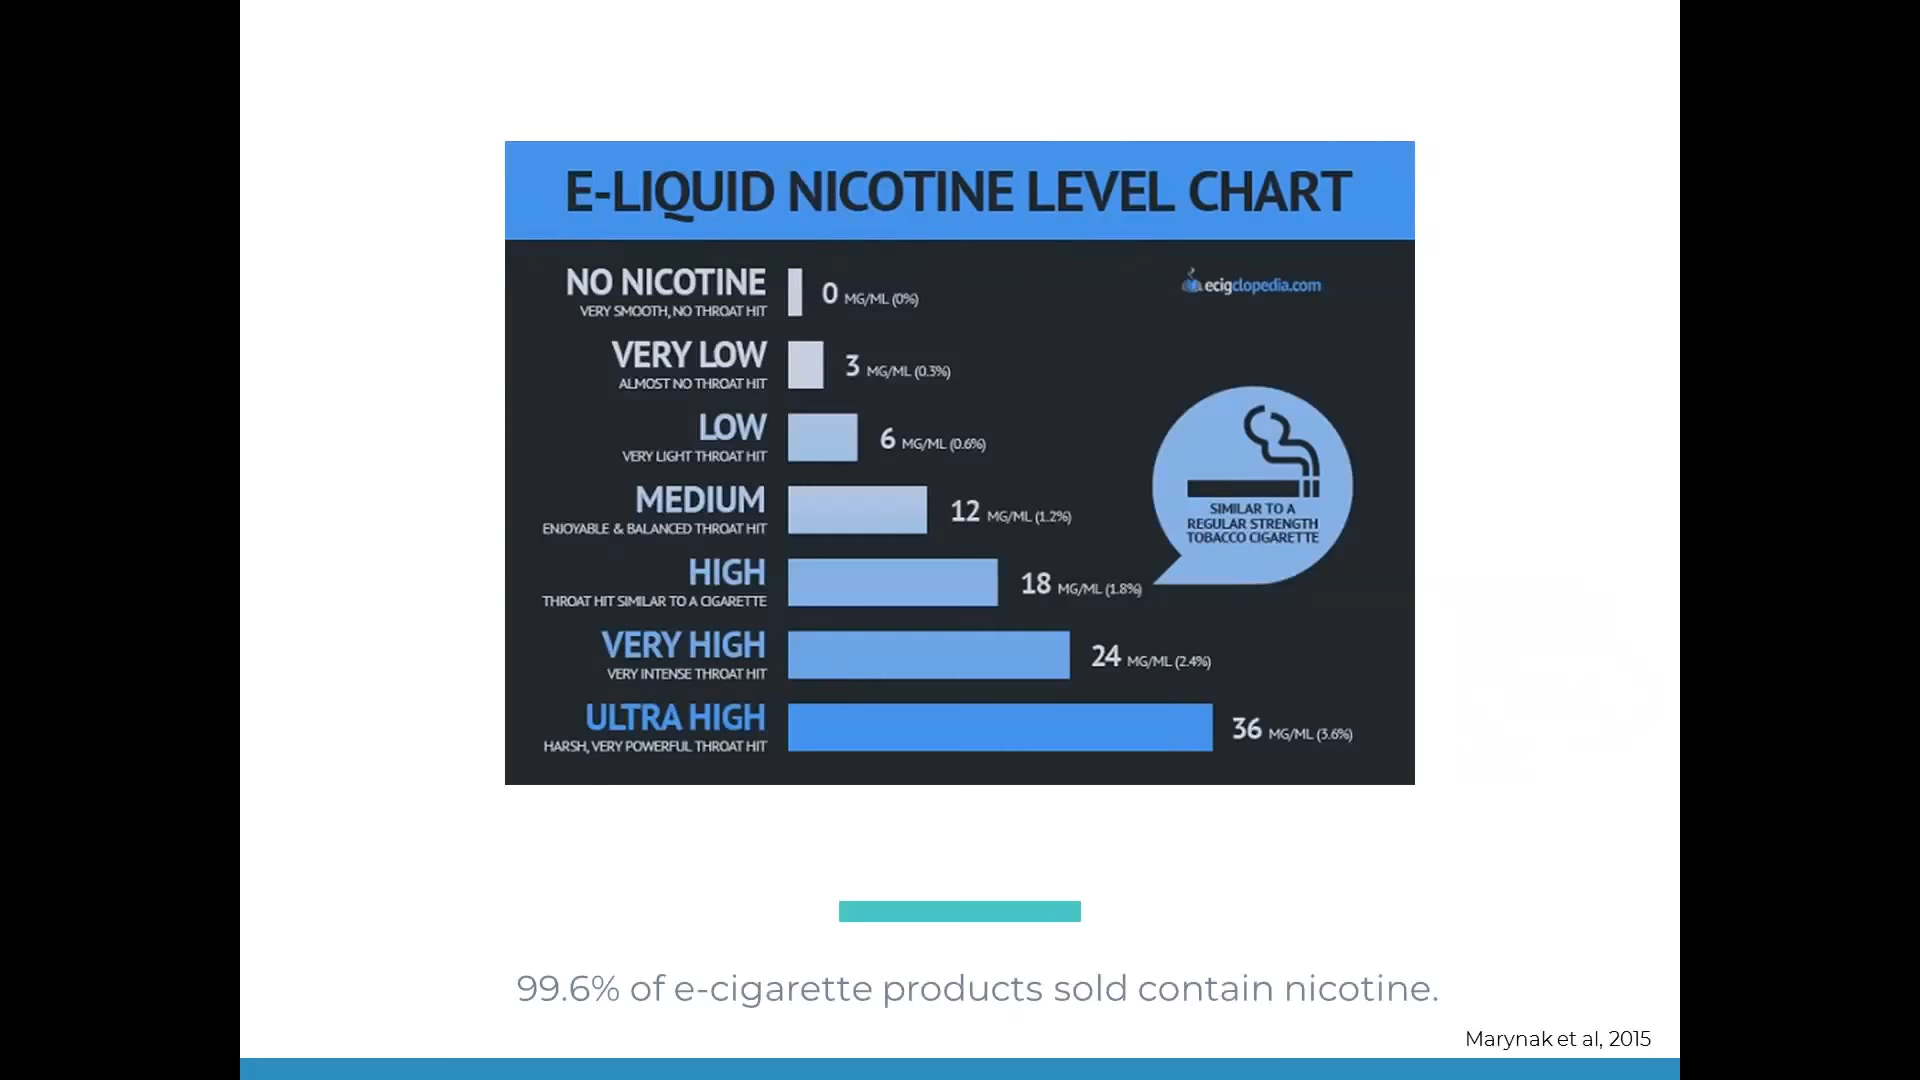 E-LIQUID NICOTINE LEVEL CHART
ecigclopedia.com
NO NICOTINE
VERY SMOOTH, NO THROAT HIT
0 MG/ML (0%)
VERY LOW
ALMOST NO THROAT HIT
3 MG/ML (0.3%)
LOW
VERY LIGHT THROAT HIT
6 MG/ML (0.6%)
MEDIUM
ENJOYABLE & BALANCED THROAT HIT
12 MG/ML (1.2%)
SIMILAR TO A
REGULAR STRENGTH
TOBACCO CIGARETTE
HIGH
THROAT HIT SIMILAR TO A CIGARETTE
18 MG/ML (1.8%)
VERY HIGH
VERY INTENSE THROAT HIT
24 MG/ML (2.4%)
ULTRA HIGH
HARSH, VERY POWERFUL THROAT HIT
36 MG/ML (3.6%)
99.6% of e-cigarette products sold contain nicotine.
Marynak et al, 2015